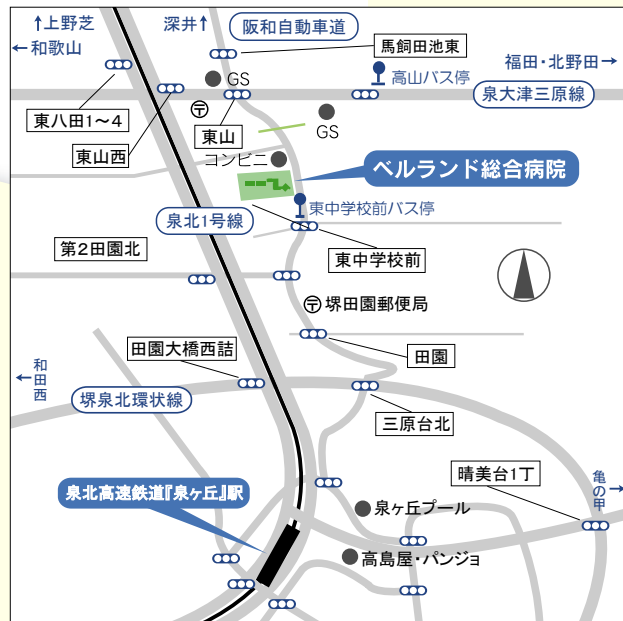 ↑上野芝
深井↑
阪和自動車道
←和歌山
馬飼田池東
福田・北野田→
GS
高山バス停
泉大津三原線
東八田1〜4
〒
東山
GS
東山西
コンビニ
ベルランド総合病院
東中学校前バス停
泉北1号線
東中学校前
第2田園北
〒堺田園郵便局
田園大橋西詰
田園
←和田西
堺泉北環状線
三原台北
晴美台1丁
亀の甲→
泉北高速鉄道『泉ヶ丘』駅
泉ヶ丘プール
高島屋・パンジョ